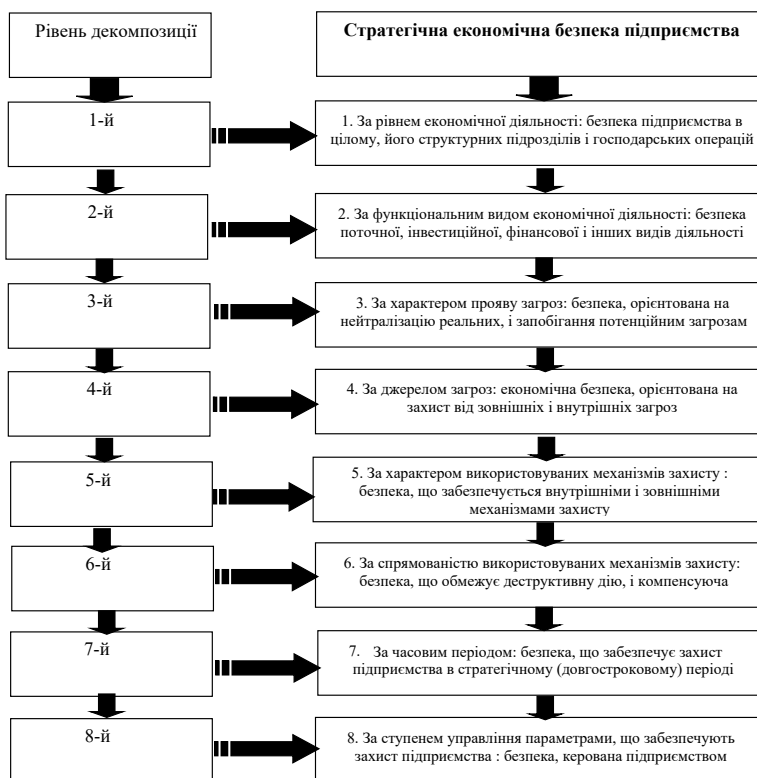 Рівень декомпозиції
Стратегічна економічна безпека підприємства
1-й
1. За рівнем економічної діяльності: безпека підприємства в
цілому, його структурних підрозділів і господарських операцій
2-й
2. За функціональним видом економічної діяльності: безпека
поточної, інвестиційної, фінансової і інших видів діяльності
3-й
3. За характером прояву загроз: безпека, орієнтована на
нейтралізацію реальних, і запобігання потенційним загрозам
4-й
4. За джерелом загроз: економічна безпека, орієнтована на
захист від зовнішніх і внутрішніх загроз
5-й
5. За характером використовуваних механізмів захисту :
безпека, що забезпечується внутрішніми і зовнішніми
механізмами захисту
6-й
6. За спрямованістю використовуваних механізмів захисту:
безпека, що обмежує деструктивну дію, і компенсуюча
7-й
7. За часовим періодом: безпека, що забезпечує захист
підприємства в стратегічному (довгостроковому) періоді
8-й
8. За ступенем управління параметрами, що забезпечують
захист підприємства : безпека, керована підприємством